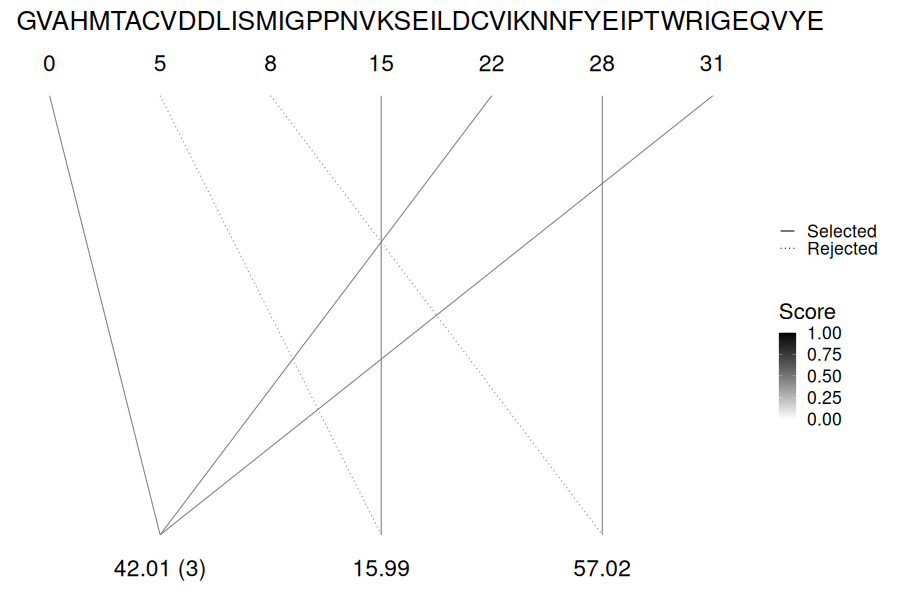 GVAHMTACVDDLISMIGPPNVKSEILDCVIKNNFYEIPTWRIGEQVYE
0 5 8 15 22 28 31
Selected
Rejected
Score
1.00
0.75
0.50
0.25
0.00
42.01 (3) 15.99 57.02